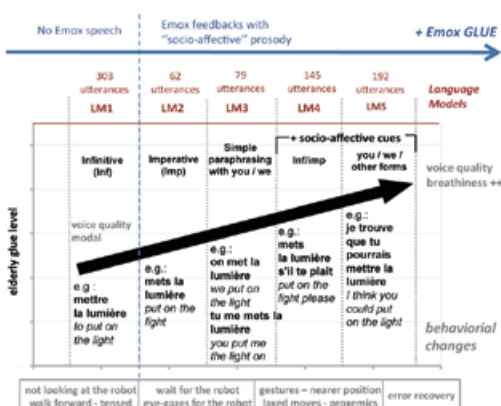 No Emox speech
Emox feedbacks with
"socio-affective" prosody
+ Emox GLUE
303
utterances
LM1
62
utterances
LM2
79
utterances
LM3
145
utterances
LM4
192
utterances
LM5
Language
Models
Infinitive
(Inf)
Imperative
(Imp)
Simple
paraphrasing
with you / we
+ socio-affective cues
Inf/imp
you / we /
other forms
voice quality
breathiness ++
voice quality
modal
elderly glue level
e.g :
mettre
la lumière
to put on
the light
e.g.:
mets la
lumière
put on the
light
e.g.:
on met la
lumière
we put on
the light
tu me mets la
lumière
you put me
the light on
e.g.:
mets
la lumière
s'il te plait
put on the
light please
e.g.:
je trouve
que tu
pourrais
mettre la
lumière
I think you
could put
on the light
behaviorial
changes
not looking at the robot
walk forward - tensed
wait for the robot
eye-gazes for the robot
gestures – nearer position
laxed moves - proxemics
error recovery